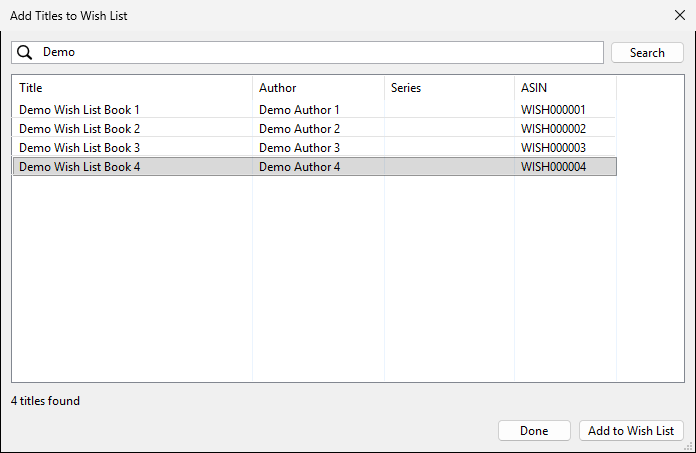 Add Titles to Wish List
Demo Search
Title Author Series ASIN
Demo Wish List Book 1 Demo Author 1 WISH000001
Demo Wish List Book 2 Demo Author 2 WISH000002
Demo Wish List Book 3 Demo Author 3 WISH000003
Demo Wish List Book 4 Demo Author 4 WISH000004
4 titles found
Done Add to Wish List